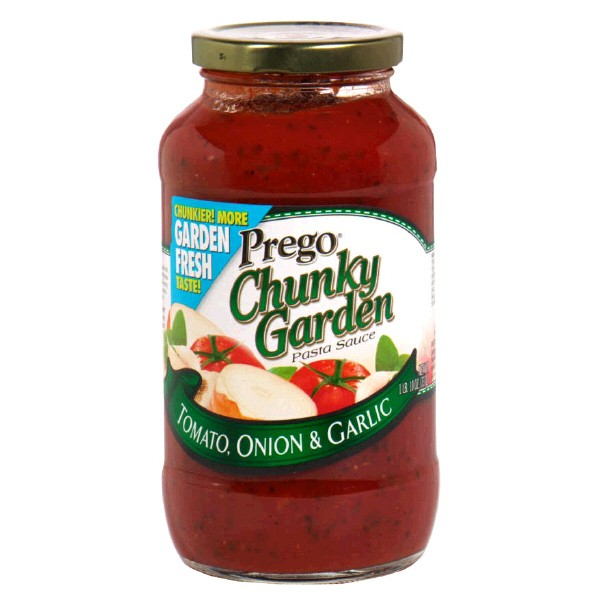 CHUNKIER! MORE
GARDEN
FRESH
TASTE!
Prego®
Chunky
Garden
Pasta Sauce
TOMATO, ONION & GARLIC